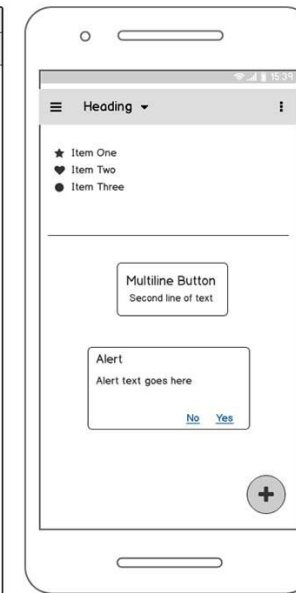 15:39
Heading
Item One
Item Two
Item Three
Multiline Button
Second line of text
Alert
Alert text goes here
No Yes